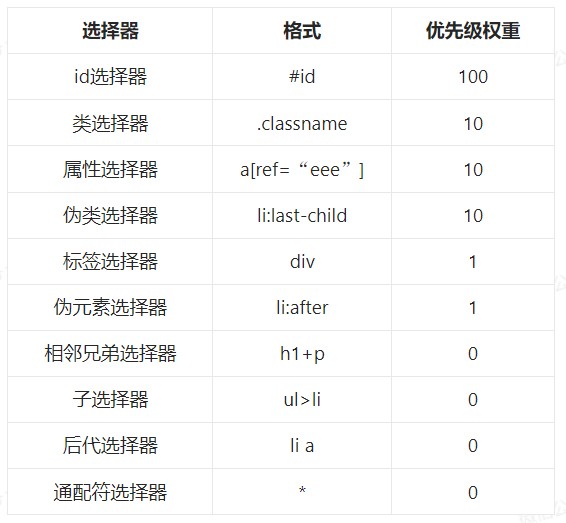 选择器 格式 优先级权重
id选择器 #id 100
类选择器 .classname 10
属性选择器 a[ref=“eee”] 10
伪类选择器 li:last-child 10
标签选择器 div 1
伪元素选择器 li:after 1
相邻兄弟选择器 h1+p 0
子选择器 ul>li 0
后代选择器 li a 0
通配符选择器 * 0